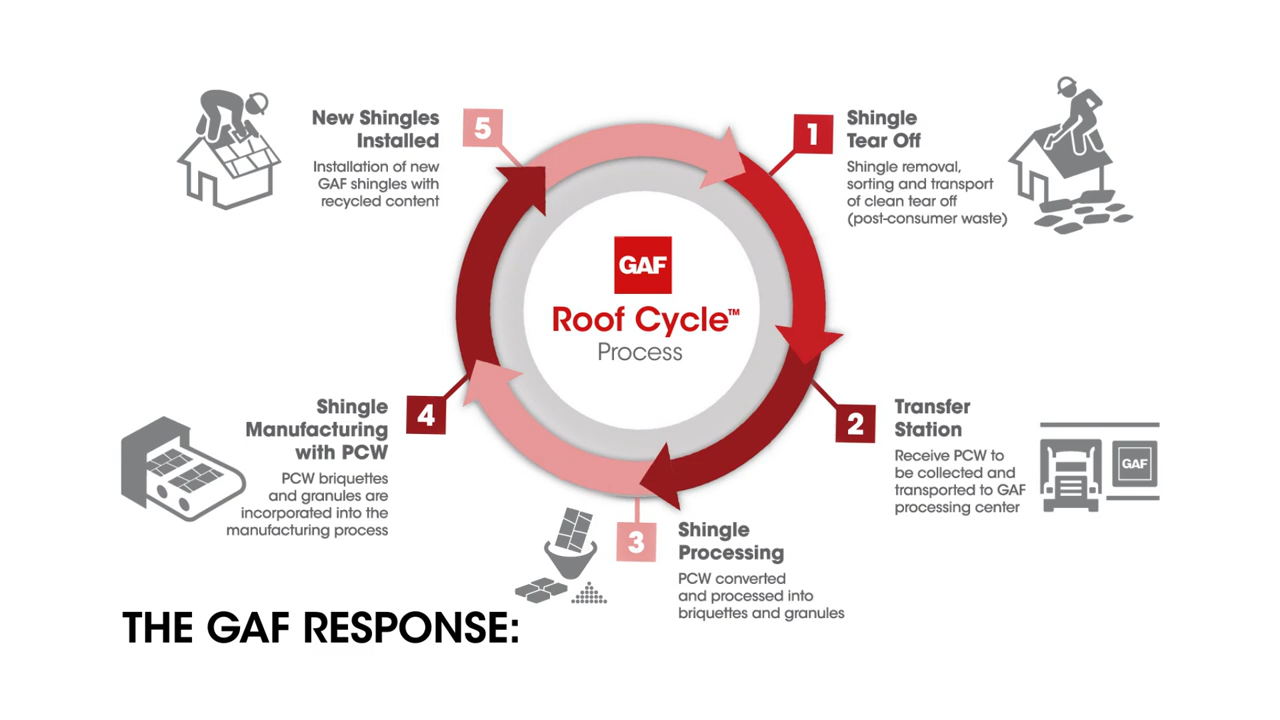 GAF
Roof Cycle™
Process
1
Shingle
Tear Off
Shingle removal,
sorting and transport
of clean tear off
(post-consumer waste)
2
Transfer
Station
Receive PCW to
be collected and
transported to GAF
processing center
GAF
3
Shingle
Processing
PCW converted
and processed into
briquettes and granules
4
Shingle
Manufacturing
with PCW
PCW briquettes
and granules are
incorporated into the
manufacturing process
5
New Shingles
Installed
Installation of new
GAF shingles with
recycled content
THE GAF RESPONSE: